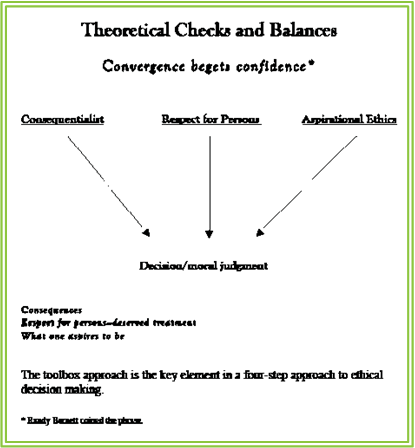 Theoretical Checks and Balances
Convergence begets confidence*
Consequentialist Respect for Persons Aspirational Ethics
Decision/moral judgment
Consequences
Respect for persons–deserved treatment
What one aspires to be
The toolbox approach is the key element in a four-step approach to ethical
decision making.
* Randy Barnett coined the phrase.